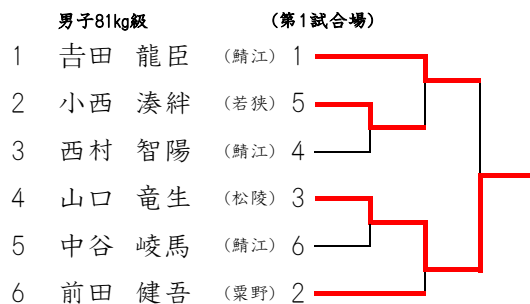 男子81kg級 (第1試合場)
1 𠮷田 龍臣 (鯖江) 1
2 小西 湊絆 (若狭) 5
3 西村 智陽 (鯖江) 4
4 山口 竜生 (松陵) 3
5 中谷 崚馬 (鯖江) 6
6 前田 健吾 (粟野) 2